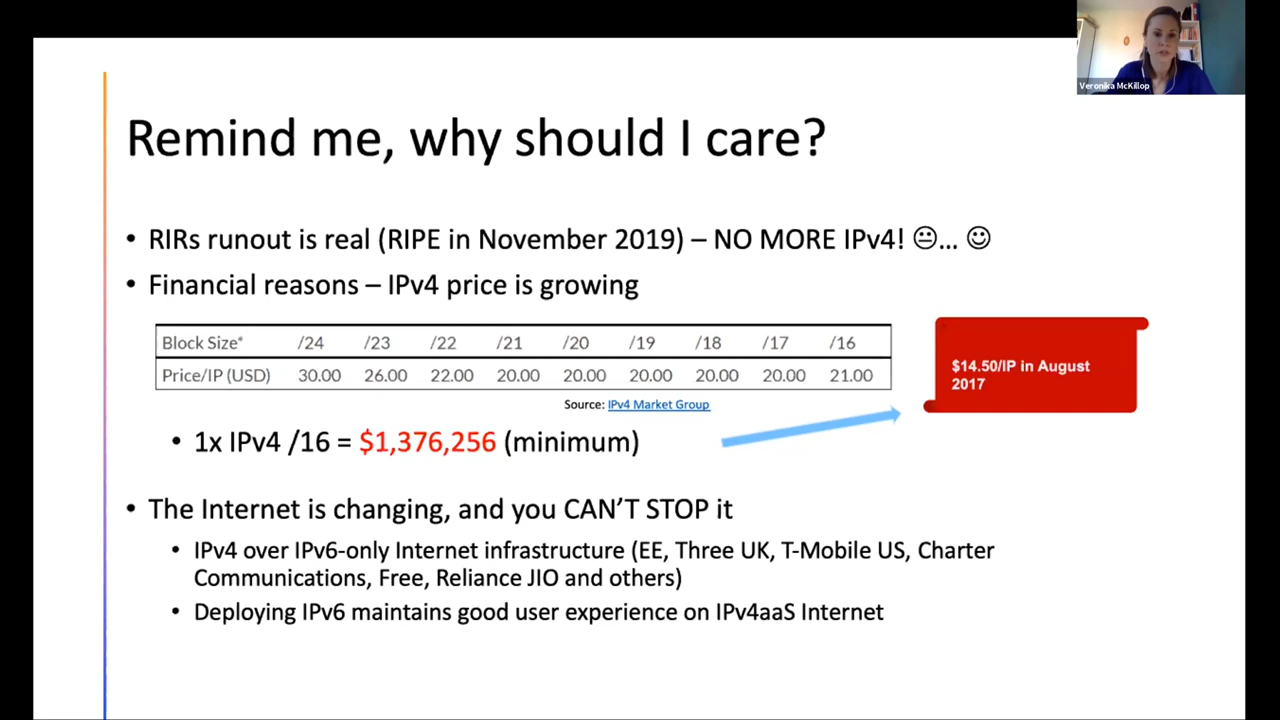 Veronika McKillop
Remind me, why should I care?
• RIRs runout is real (RIPE in November 2019) – NO MORE IPv4! 😐... ☺
• Financial reasons – IPv4 price is growing
Block Size* /24 /23 /22 /21 /20 /19 /18 /17 /16
Price/IP (USD) 30.00 26.00 22.00 20.00 20.00 20.00 20.00 20.00 21.00
$14.50/IP in August
2017
Source: IPv4 Market Group
• 1x IPv4 /16 = $1,376,256 (minimum)
• The Internet is changing, and you CAN’T STOP it
• IPv4 over IPv6-only Internet infrastructure (EE, Three UK, T-Mobile US, Charter
Communications, Free, Reliance JIO and others)
• Deploying IPv6 maintains good user experience on IPv4aaS Internet